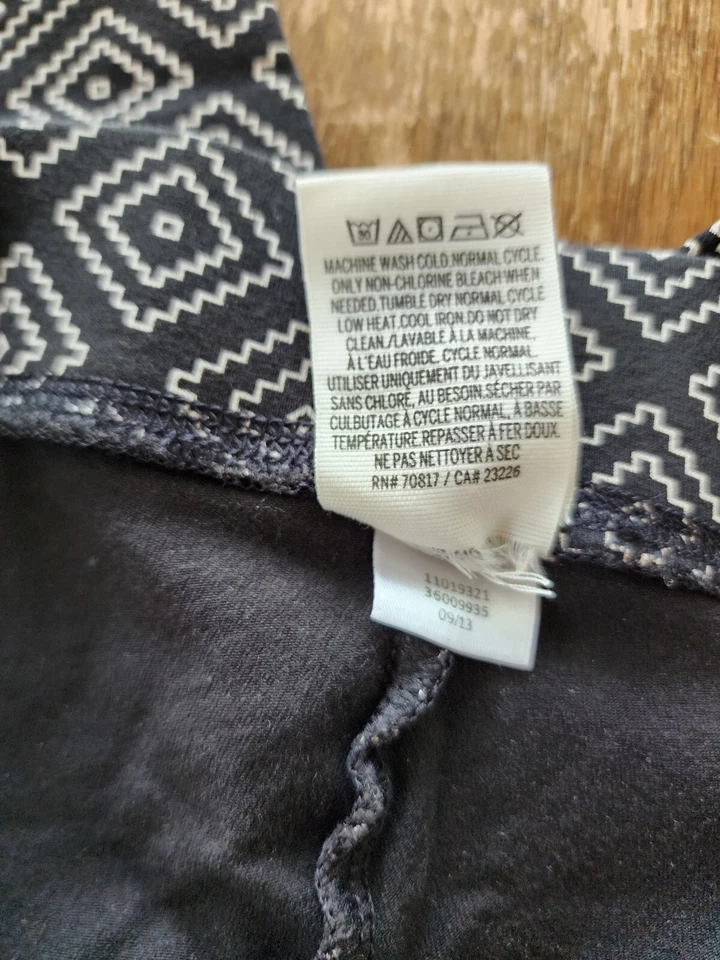 30
MACHINE WASH COLD.NORMAL CYCLE.
ONLY NON-CHLORINE BLEACH WHEN
NEEDED.TUMBLE DRY NORMAL CYCLE
LOW HEAT.COOL IRON.DO NOT DRY
CLEAN./LAVABLE À LA MACHINE,
À L'EAU FROIDE. CYCLE NORMAL.
UTILISER UNIQUEMENT DU JAVELLISANT
SANS CHLORE, AU BESOIN.SÉCHER PAR
CULBUTAGE À CYCLE NORMAL, À BASSE
TEMPÉRATURE.REPASSER À FER DOUX.
NE PAS NETTOYER À SEC
RN# 70817 / CA# 23226
11019321
36009935
09/13